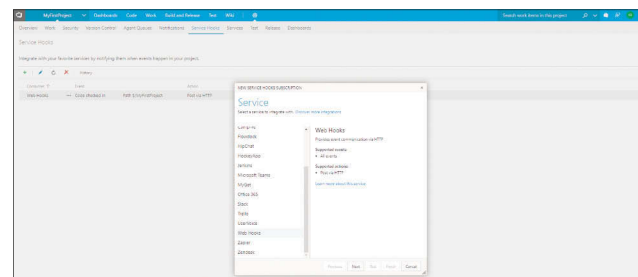 MyFirstProject Dashboards Code Work Build and Release Test Wiki Search work items in this project
Overview Work Security Version Control Agent Queues Notifications Service Hooks Services Test Release Dashboards
Service Hooks
Integrate with your favorite services by notifying them when events happen in your project.
History
Consumer Event Action
Web Hooks Code checked in Path $/MyFirstProject Post via HTTP
NEW SERVICE HOOKS SUBSCRIPTION
Service
Select a service to integrate with.
Campfire
Flowdock
HipChat
HockeyApp
Jenkins
Microsoft Teams
MyGet
Office 365
Slack
Trello
UserVoice
Web Hooks
Zapier
Zendesk
Web Hooks
Provides event communication via HTTP
Supported events:
All events
Supported actions:
Post via HTTP
Learn more about this service
Previous Next Test Finish Cancel